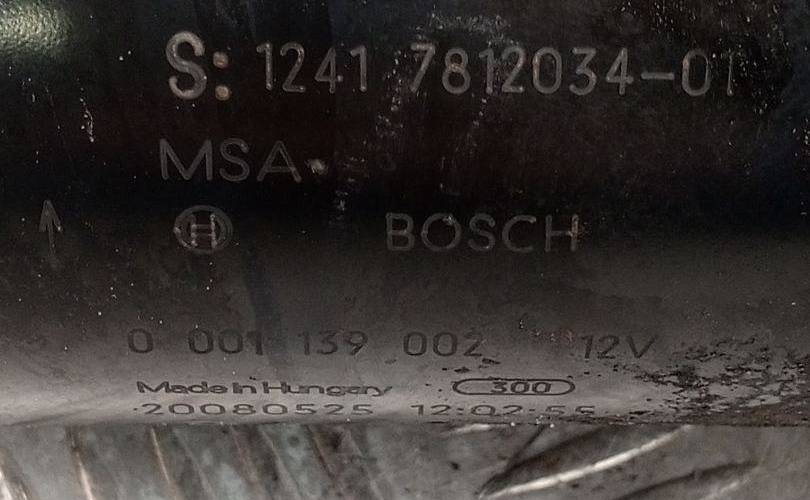 S: 1241 7812034-01
MSA
H BOSCH
0 001 139 002 12V
Made in Hungary 300
20080525 12:02:55